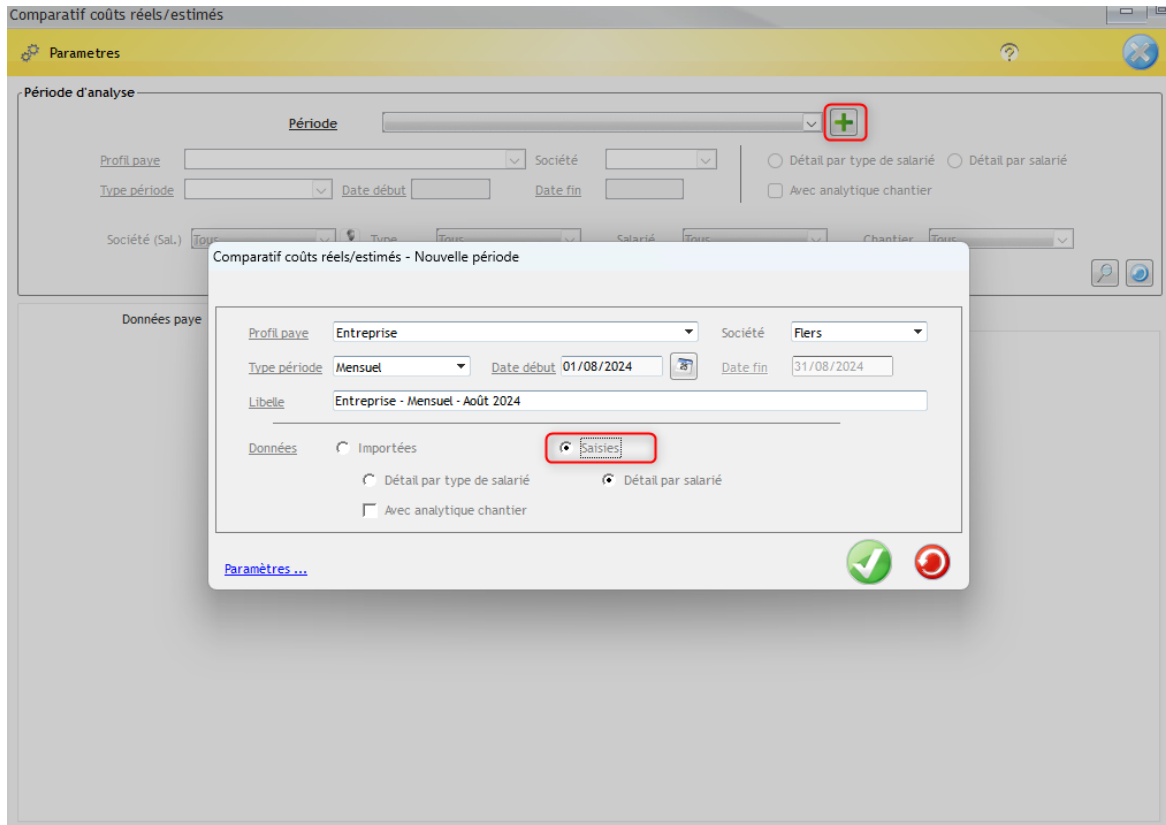 Comparatif coûts réels/estimés
Parametres
Période d'analyse
Période
Profil paye Société Détail par type de salarié Détail par salarié
Type période Date début Date fin Avec analytique chantier
Société (Sal.) Tous Type Tous Salarié Tous Chantier Tous
Comparatif coûts réels/estimés - Nouvelle période
Données paye
Profil paye Entreprise Société Flers
Type période Mensuel Date début 01/08/2024 Date fin 31/08/2024
Libelle Entreprise - Mensuel - Août 2024
Données Importées Saisies
Détail par type de salarié Détail par salarié
Avec analytique chantier
Paramètres ...